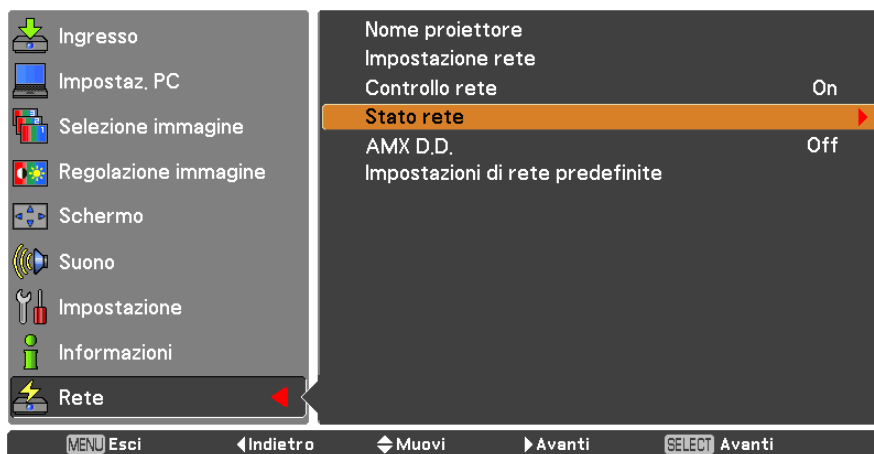 Ingresso
Impostaz. PC
Selezione immagine
Regolazione immagine
Schermo
Suono
Impostazione
Informazioni
Rete
Nome proiettore
Impostazione rete
Controllo rete On
Stato rete
AMX D.D. Off
Impostazioni di rete predefinite
MENU Esci Indietro Muovi Avanti SELECT Avanti